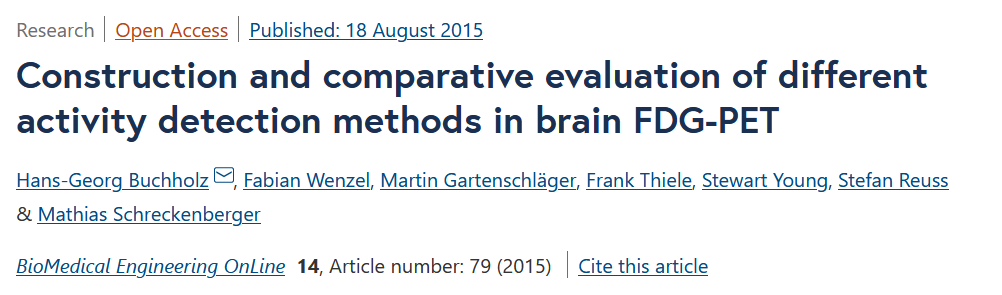 Research | Open Access | Published: 18 August 2015
Construction and comparative evaluation of different
activity detection methods in brain FDG-PET
Hans-Georg Buchholz, Fabian Wenzel, Martin Gartenschläger, Frank Thiele, Stewart Young, Stefan Reuss
& Mathias Schreckenberger
BioMedical Engineering OnLine 14, Article number: 79 (2015) | Cite this article